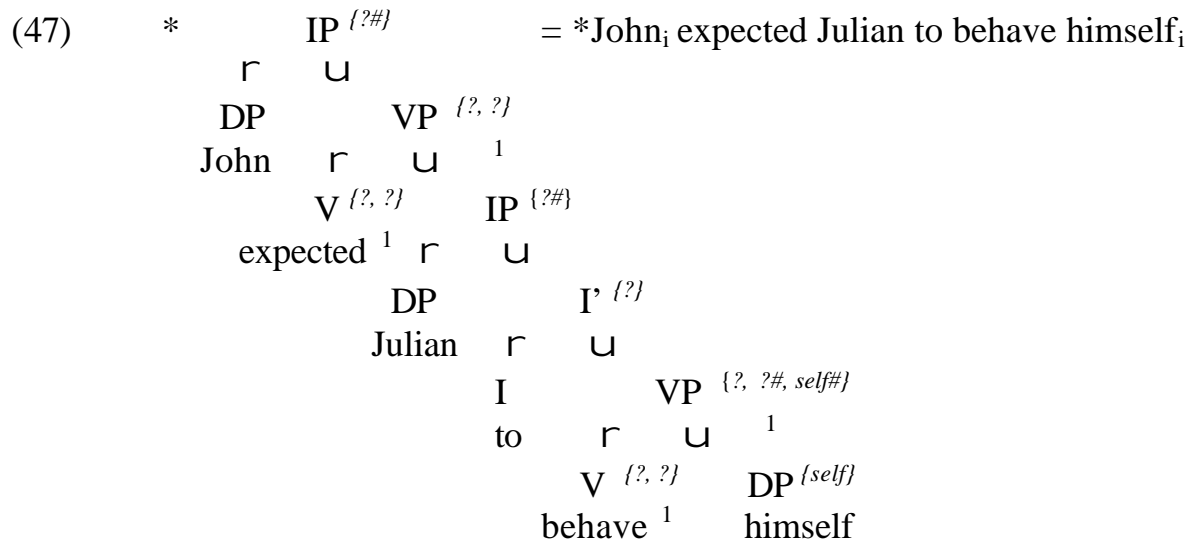 (47) * IP {?#} = *Johni expected Julian to behave himselfi
r u
DP VP {?, ?}
John r u 1
V {?, ?} IP {?#}
expected 1 r u
DP I’ {?}
Julian r u
I VP {?, ?#, self#}
to r u 1
V {?, ?} DP {self}
behave 1 himself